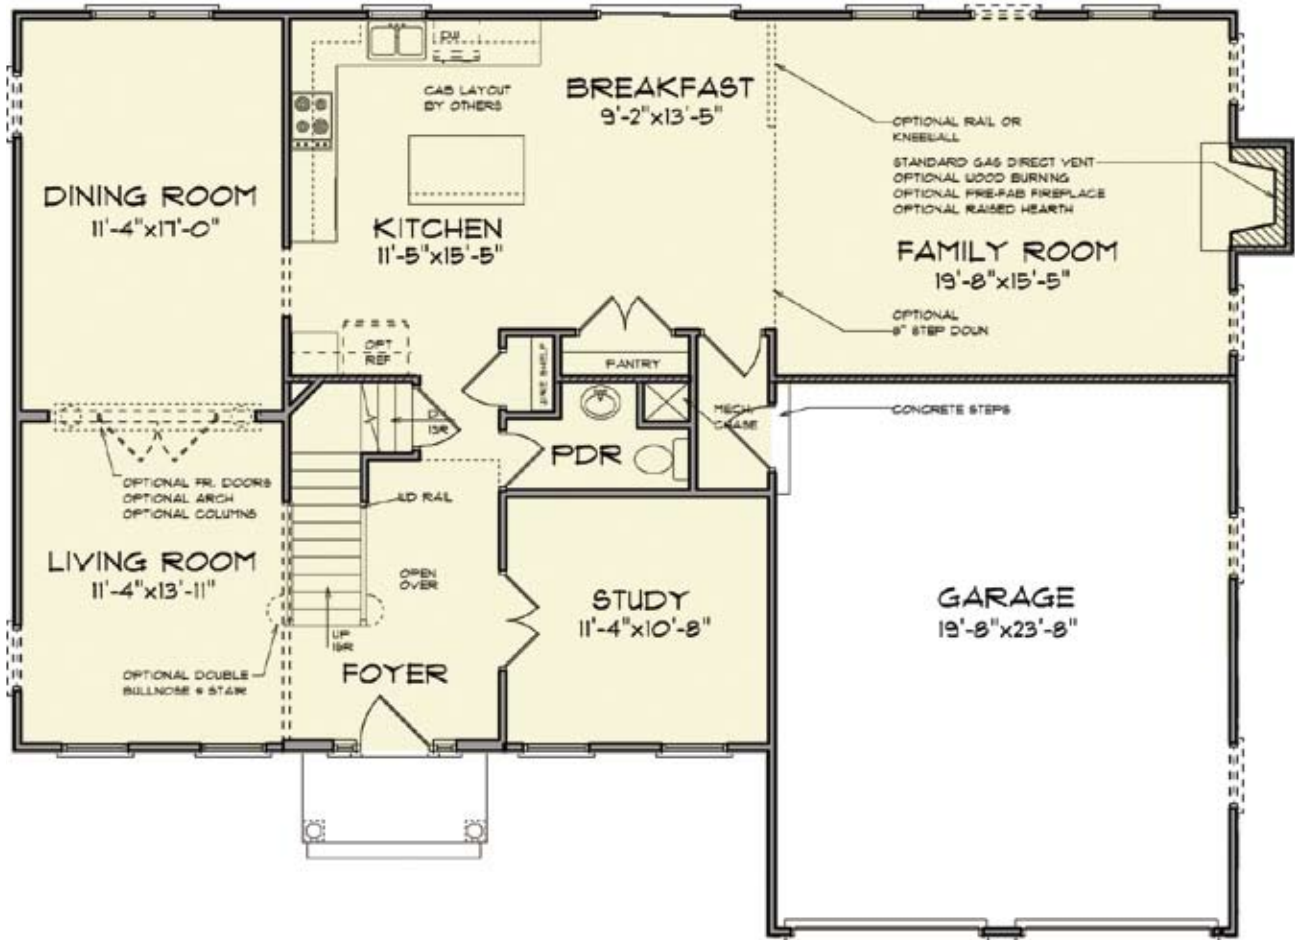 DW
CAB LAYOUT
BY OTHERS
BREAKFAST
9'-2"x13'-5"
OPTIONAL RAIL OR
KNEEWALL
STANDARD GAS DIRECT VENT
OPTIONAL WOOD BURNING
OPTIONAL PRE-FAB FIREPLACE
OPTIONAL RAISED HEARTH
DINING ROOM
11'-4"x17'-0"
KITCHEN
11'-5"x15'-5"
FAMILY ROOM
19'-8"x15'-5"
OPTIONAL
8" STEP DOWN
OPT
REF
SHELF
PANTRY
MECH.
CHASE
CONCRETE STEPS
PDR
OPTIONAL FR. DOORS
OPTIONAL ARCH
OPTIONAL COLUMNS
WD RAIL
LIVING ROOM
11'-4"x13'-11"
OPEN
OVER
STUDY
11'-4"x10'-8"
GARAGE
19'-8"x23'-8"
UP
OPTIONAL DOUBLE
BULLNOSE & STAIR
FOYER